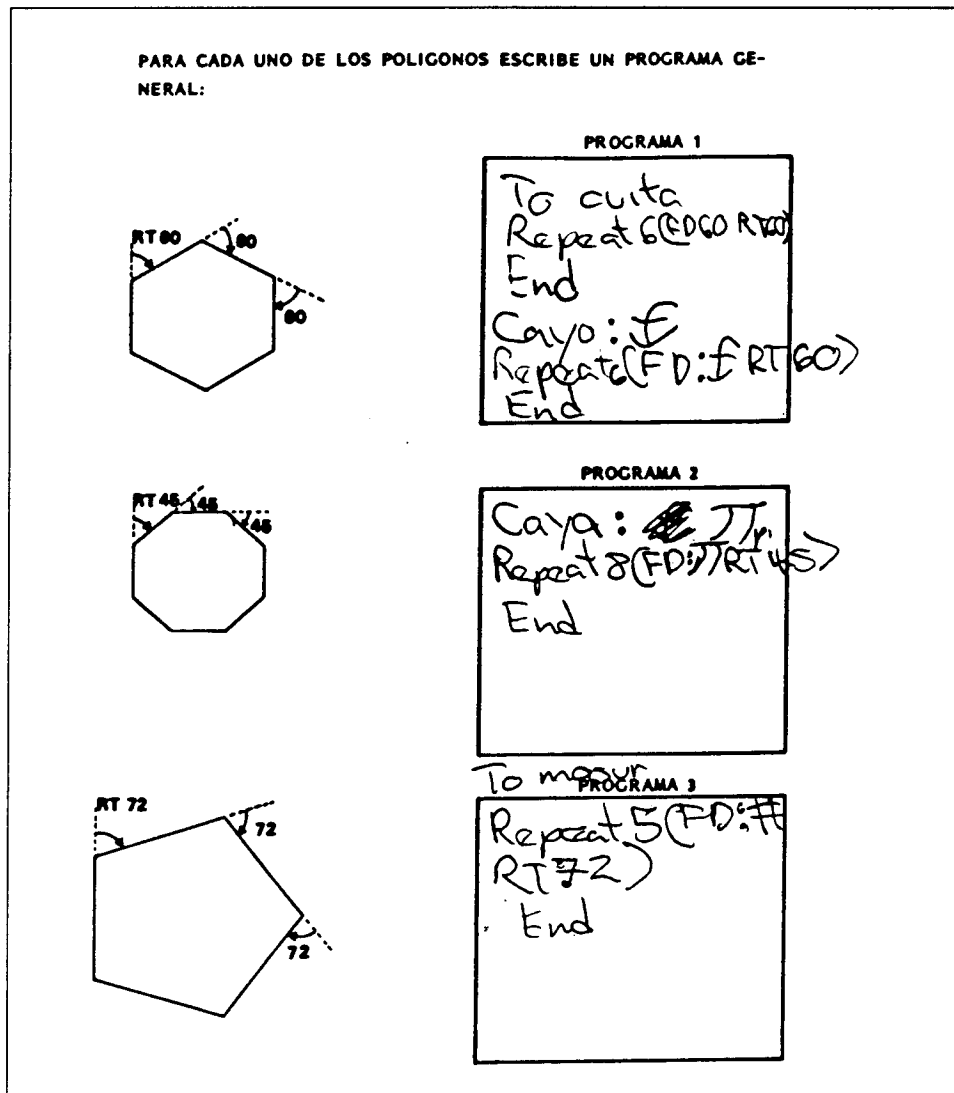 PARA CADA UNO DE LOS POLIGONOS ESCRIBE UN PROGRAMA GE-
NERAL:
PROGRAMA 1
RT 60
60
60
To cuita
Repeat 6(FD60 RT60)
End
Cayo: f
Repeat6(FD:f RT60)
End
PROGRAMA 2
RT 45
45
45
Caya: π
Repeat 8(FD:π RT45)
End
To
PROGRAMA 3
RT 72
72
72
Repeat 5(FD:#
RT72)
End